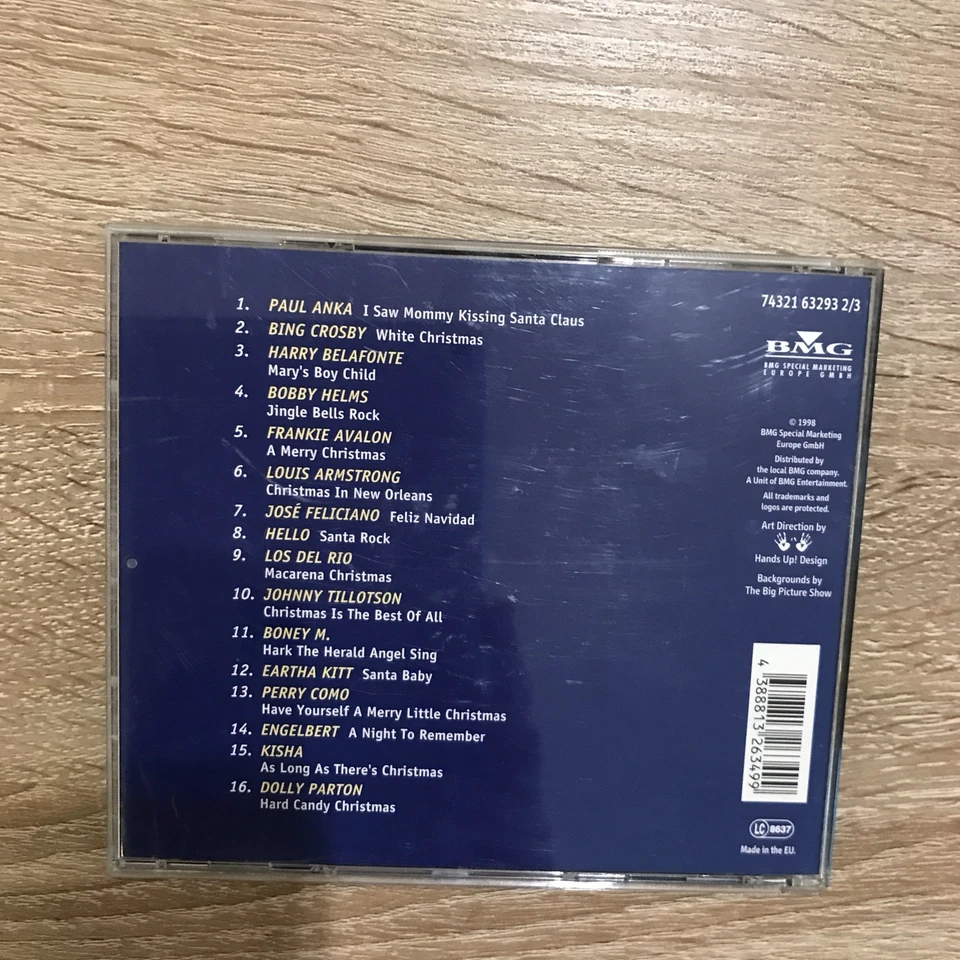 1. PAUL ANKA I Saw Mommy Kissing Santa Claus
2. BING CROSBY White Christmas
3. HARRY BELAFONTE
Mary's Boy Child
4. BOBBY HELMS
Jingle Bells Rock
5. FRANKIE AVALON
A Merry Christmas
6. LOUIS ARMSTRONG
Christmas In New Orleans
7. JOSÉ FELICIANO Feliz Navidad
8. HELLO Santa Rock
9. LOS DEL RIO
Macarena Christmas
10. JOHNNY TILLOTSON
Christmas Is The Best Of All
11. BONEY M.
Hark The Herald Angel Sing
12. EARTHA KITT Santa Baby
13. PERRY COMO
Have Yourself A Merry Little Christmas
14. ENGELBERT A Night To Remember
15. KISHA
As Long As There's Christmas
16. DOLLY PARTON
Hard Candy Christmas
74321 63293 2/3
BMG
BMG SPECIAL MARKETING
EUROPE GMBH
© 1998
BMG Special Marketing
Europe GmbH
Distributed by
the local BMG company.
A Unit of BMG Entertainment.
All trademarks and
logos are protected.
Art Direction by
Hands Up! Design
Backgrounds by
The Big Picture Show
4 388813 263499
LC 8637
Made in the EU.